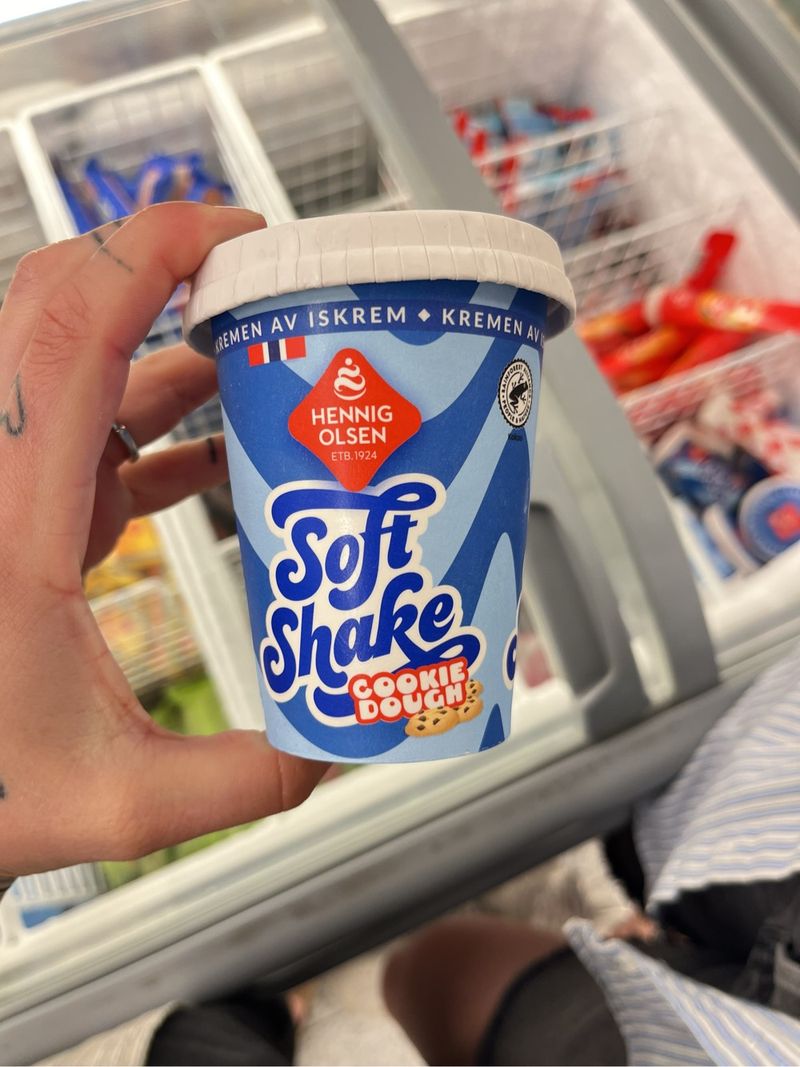 KREMEN AV ISKREM ◆ KREMEN AV
HENNIG
OLSEN
ETB.1924
Soft
Shake
COOKIE
DOUGH